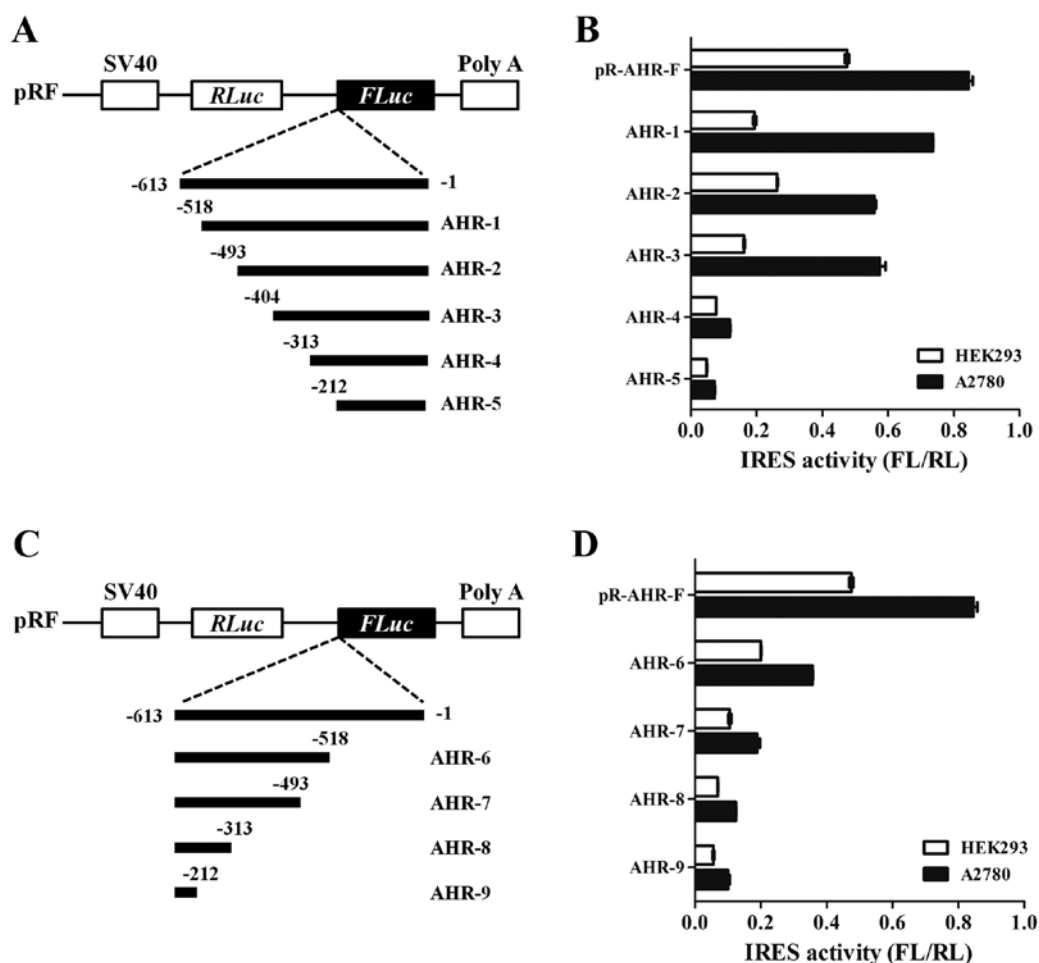 A
SV40
Poly A
pRF
RLuc
FLuc
-613
-1
-518
AHR-1
-493
AHR-2
-404
AHR-3
-313
AHR-4
-212
AHR-5
B
pR-AHR-F
AHR-1
AHR-2
AHR-3
AHR-4
AHR-5
HEK293
A2780
0.0 0.2 0.4 0.6 0.8 1.0
IRES activity (FL/RL)
C
SV40
Poly A
pRF
RLuc
FLuc
-613
-1
-518
AHR-6
-493
AHR-7
-313
AHR-8
-212
AHR-9
D
pR-AHR-F
AHR-6
AHR-7
AHR-8
AHR-9
HEK293
A2780
0.0 0.2 0.4 0.6 0.8 1.0
IRES activity (FL/RL)